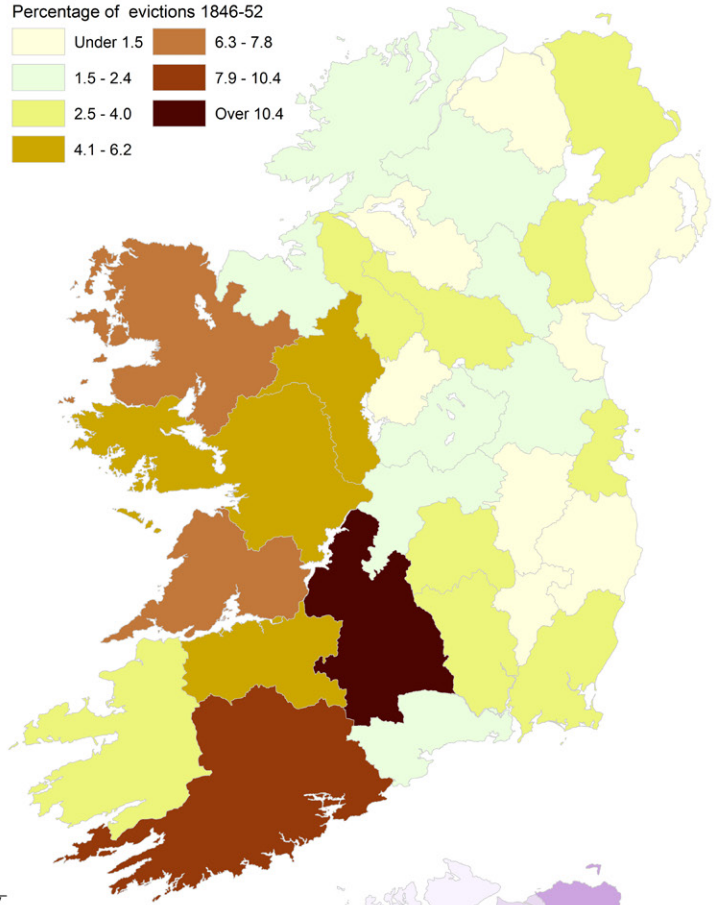 Percentage of evictions 1846-52
Under 1.5
1.5 - 2.4
2.5 - 4.0
4.1 - 6.2
6.3 - 7.8
7.9 - 10.4
Over 10.4